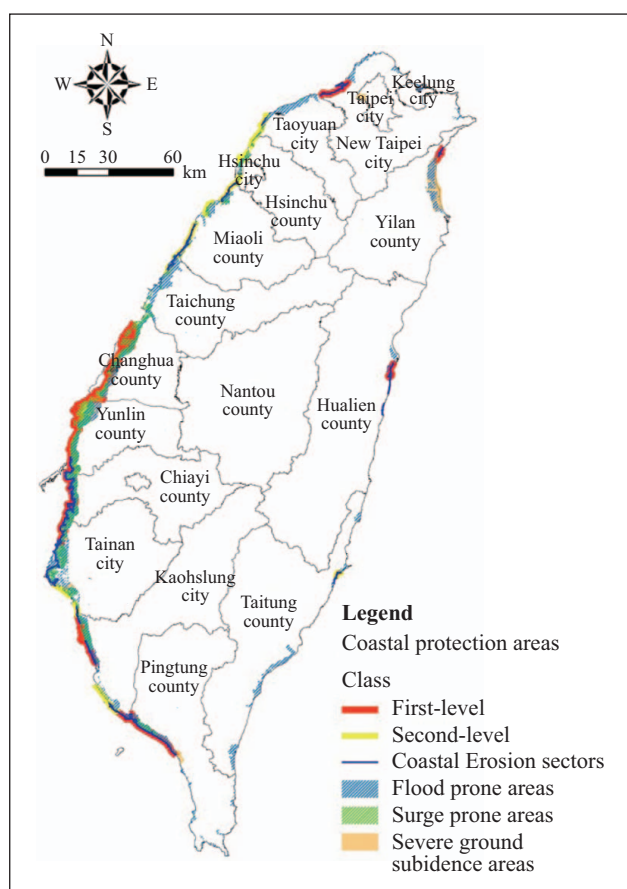 N
W E
S
0 15 30 60
km
Keelung
city
Taipei
city
Taoyuan
city
New Taipei
city
Hsinchu
city
Hsinchu
county
Yilan
county
Miaoli
county
Taichung
county
Changhua
county
Nantou
county
Hualien
county
Yunlin
county
Chiayi
county
Tainan
city
Kaohslung
city
Taitung
county
Pingtung
county
Legend
Coastal protection areas
Class
First-level
Second-level
Coastal Erosion sectors
Flood prone areas
Surge prone areas
Severe ground
subidence areas